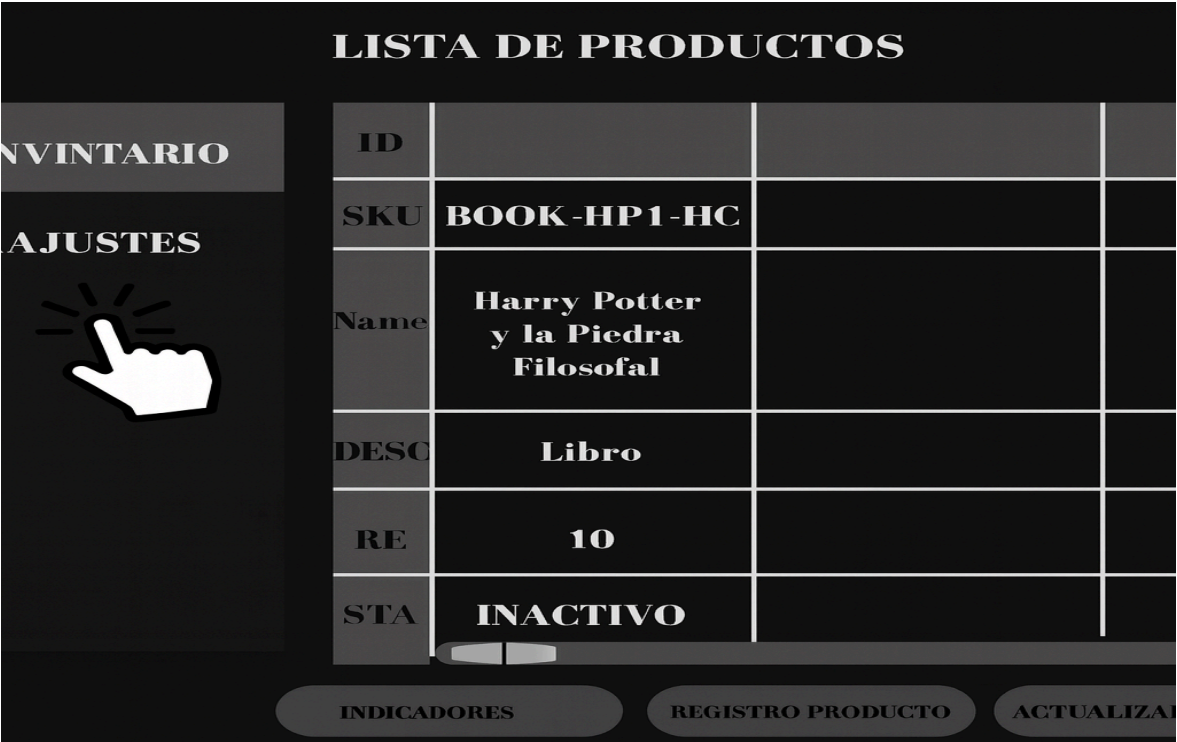 LISTA DE PRODUCTOS
NVINTARIO
AJUSTES
ID
SKU BOOK-HP1-HC
Name
Harry Potter
y la Piedra
Filosofal
DESC Libro
RE 10
STA INACTIVO
INDICADORES REGISTRO PRODUCTO ACTUALIZAR